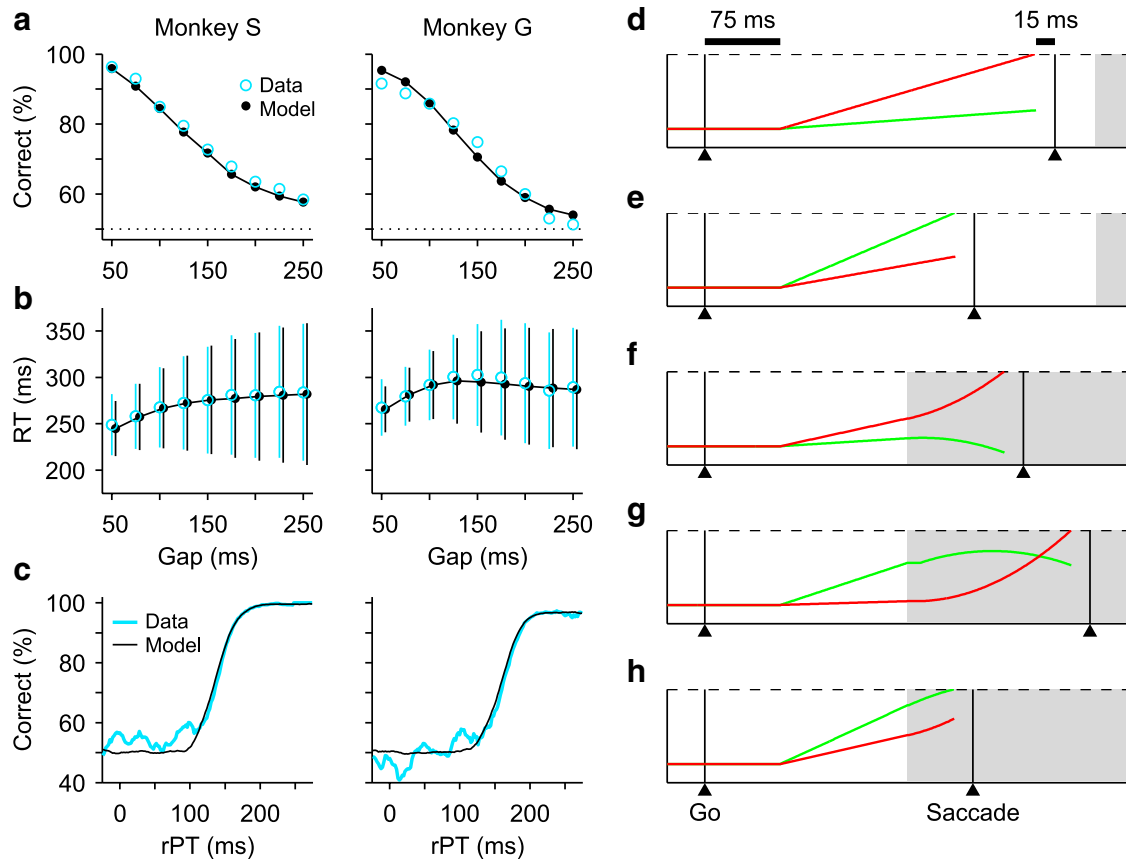 a
Monkey S
Monkey G
100
80
60
Correct (%)
Data
Model
50
150
250
50
150
250
b
350
300
250
200
RT (ms)
50
150
250
50
150
250
Gap (ms)
Gap (ms)
c
100
80
60
40
Correct (%)
Data
Model
0
100
200
0
100
200
rPT (ms)
rPT (ms)
d
75 ms
15 ms
e
f
g
h
Go
Saccade